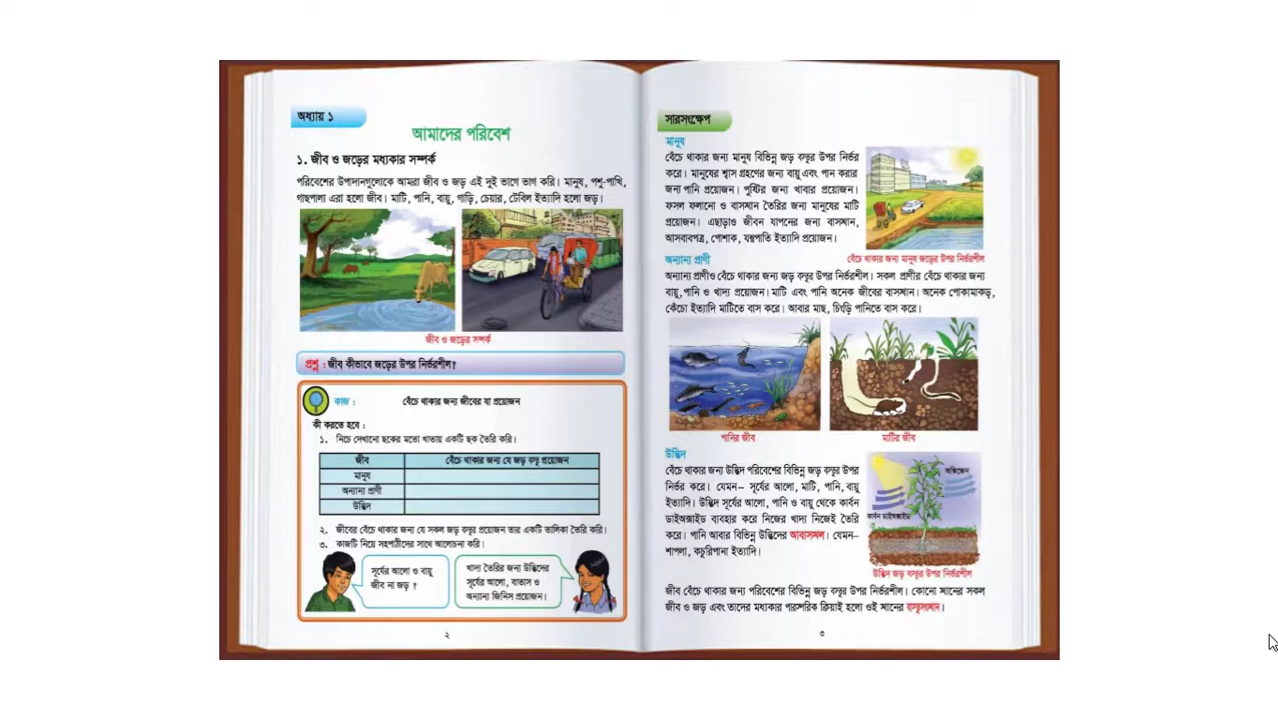 অধ্যায় ১
আমাদের পরিবেশ
১. জীব ও জড়ের মধ্যকার সম্পর্ক
পরিবেশের উপাদানগুলোকে আমরা জীব ও জড় এই দুই ভাগে ভাগ করি। মানুষ, পশু-পাখি,
গাছপালা এরা হলো জীব। মাটি, পানি, বায়ু, গাড়ি, চেয়ার, টেবিল ইত্যাদি হলো জড়।
জীব ও জড়ের সম্পর্ক
প্রশ্ন : জীব কীভাবে জড়ের উপর নির্ভরশীল?
কাজ : বেঁচে থাকার জন্য জীবের যা প্রয়োজন
কী করতে হবে :
১. নিচে দেখানো ছকের মতো খাতায় একটি ছক তৈরি করি।
জীব বেঁচে থাকার জন্য যে জড় বস্তু প্রয়োজন
মানুষ
অন্যান্য প্রাণী
উদ্ভিদ
২. জীবের বেঁচে থাকার জন্য যে সকল জড় বস্তুর প্রয়োজন তার একটি তালিকা তৈরি করি।
৩. কাজটি নিয়ে সহপাঠীদের সাথে আলোচনা করি।
সূর্যের আলো ও বায়ু
জীব না জড় ?
খাদ্য তৈরির জন্য উদ্ভিদের
সূর্যের আলো, বাতাস ও
অন্যান্য জিনিস প্রয়োজন।
২
সারসংক্ষেপ
মানুষ
বেঁচে থাকার জন্য মানুষ বিভিন্ন জড় বস্তুর উপর নির্ভর
করে। মানুষের শ্বাস গ্রহণের জন্য বায়ু এবং পান করার
জন্য পানি প্রয়োজন। পুষ্টির জন্য খাবার প্রয়োজন।
ফসল ফলানো ও বাসস্থান তৈরির জন্য মানুষের মাটি
প্রয়োজন। এছাড়াও জীবন যাপনের জন্য বাসস্থান,
আসবাবপত্র, পোশাক, যন্ত্রপাতি ইত্যাদি প্রয়োজন।
বেঁচে থাকার জন্য মানুষ জড়ের উপর নির্ভরশীল
অন্যান্য প্রাণী
অন্যান্য প্রাণীও বেঁচে থাকার জন্য জড় বস্তুর উপর নির্ভরশীল। সকল প্রাণীর বেঁচে থাকার জন্য
বায়ু, পানি ও খাদ্য প্রয়োজন। মাটি এবং পানি অনেক জীবের বাসস্থান। অনেক পোকামাকড়,
কেঁচো ইত্যাদি মাটিতে বাস করে। আবার মাছ, চিংড়ি পানিতে বাস করে।
পানির জীব
মাটির জীব
উদ্ভিদ
বেঁচে থাকার জন্য উদ্ভিদ পরিবেশের বিভিন্ন জড় বস্তুর উপর
নির্ভর করে। যেমন– সূর্যের আলো, মাটি, পানি, বায়ু
ইত্যাদি। উদ্ভিদ সূর্যের আলো, পানি ও বায়ু থেকে কার্বন
ডাইঅক্সাইড ব্যবহার করে নিজের খাদ্য নিজেই তৈরি
করে। পানি আবার বিভিন্ন উদ্ভিদের আবাসস্থল। যেমন–
শাপলা, কচুরিপানা ইত্যাদি।
অক্সিজেন
কার্বন ডাইঅক্সাইড
উদ্ভিদ জড় বস্তুর উপর নির্ভরশীল
জীব বেঁচে থাকার জন্য পরিবেশের বিভিন্ন জড় বস্তুর উপর নির্ভরশীল। কোনো স্থানের সকল
জীব ও জড় এবং তাদের মধ্যকার পারস্পরিক ক্রিয়াই হলো ওই স্থানের বাস্তুসংস্থান।
৩